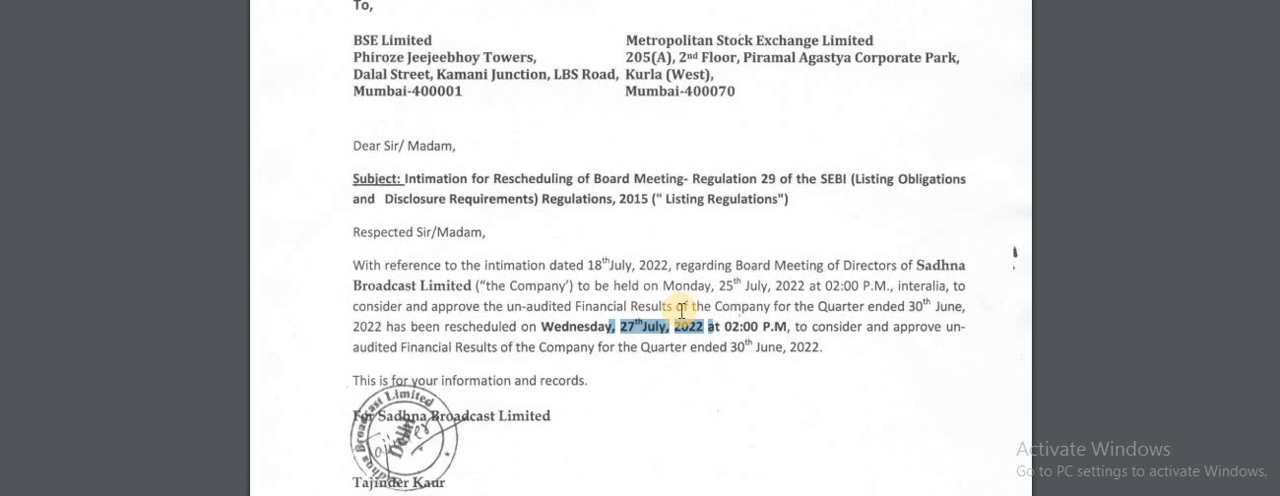 To,
BSE Limited
Phiroze Jeejeebhoy Towers,
Dalal Street, Kamani Junction, LBS Road,
Mumbai-400001
Metropolitan Stock Exchange Limited
205(A), 2nd Floor, Piramal Agastya Corporate Park,
Kurla (West),
Mumbai-400070
Dear Sir/ Madam,
Subject: Intimation for Rescheduling of Board Meeting- Regulation 29 of the SEBI (Listing Obligations
and Disclosure Requirements) Regulations, 2015 (" Listing Regulations")
Respected Sir/Madam,
With reference to the intimation dated 18thJuly, 2022, regarding Board Meeting of Directors of Sadhna
Broadcast Limited (“the Company’) to be held on Monday, 25th July, 2022 at 02:00 P.M., interalia, to
consider and approve the un-audited Financial Results of the Company for the Quarter ended 30th June,
2022 has been rescheduled on Wednesday, 27thJuly, 2022 at 02:00 P.M, to consider and approve un-
audited Financial Results of the Company for the Quarter ended 30th June, 2022.
This is for your information and records.
For Sadhna Broadcast Limited
Broadcast Limited
Delhi
Tajinder Kaur
Activate Windows
Go to PC settings to activate Windows.